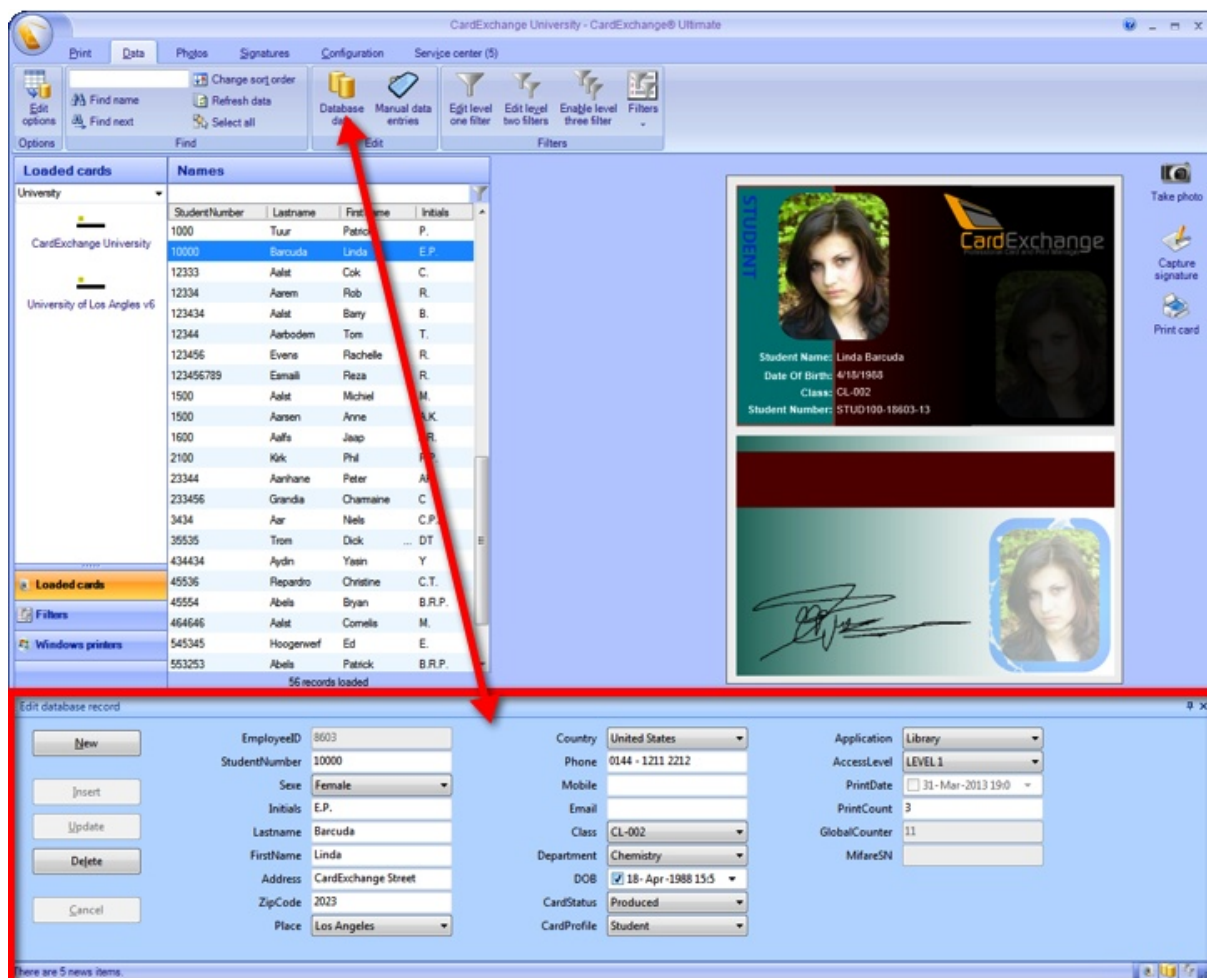 CardExchange University - CardExchange® Ultimate
Print Data Photos Signatures Configuration Service center (5)
Edit options
Find name
Find next
Change sort order
Refresh data
Select all
Database data
Manual data entries
Edit level one filter
Edit level two filters
Enable level three filter
Filters
Options Find Edit Filters
Loaded cards
University
CardExchange University
University of Los Angles v6
Loaded cards
Filters
Windows printers
Names
StudentNumber Lastname Firstname Initials
1000 Tuur Patrick P.
10000 Barcuda Linda E.P.
12333 Aalst Cok C.
12334 Aarem Rob R.
123434 Aalst Barry B.
12344 Aarbodem Tom T.
123456 Evens Rachelle R.
123456789 Esmaili Reza R.
1500 Aalst Michiel M.
1500 Aarsen Anne A.K.
1600 Aalfs Jaap
2100 Kirk Phil
23344 Aanhane Peter
233456 Grandia Charmaine C
3434 Aar Niels C.P.
35535 Trom Dick ... DT
434434 Aydin Yasin Y
45536 Repardro Christine C.T.
45554 Abels Bryan B.R.P.
464646 Aalst Cornelis M.
545345 Hoogerwerf Ed E.
553253 Abels Patrick B.R.P.
56 records loaded
STUDENT
CardExchange
Professional Card and Print Manager
Student Name: Linda Barcuda
Date Of Birth: 4/18/1988
Class: CL-002
Student Number: STUD100-18603-13
Take photo
Capture signature
Print card
Edit database record
New
Insert
Update
Delete
Cancel
EmployeeID 8603
StudentNumber 10000
Sexe Female
Initials E.P.
Lastname Barcuda
FirstName Linda
Address CardExchange Street
ZipCode 2023
Place Los Angeles
Country United States
Phone 0144 - 1211 2212
Mobile
Email
Class CL-002
Department Chemistry
DOB 18- Apr -1988 15:5
CardStatus Produced
CardProfile Student
Application Library
AccessLevel LEVEL 1
PrintDate 31- Mar-2013 19:0
PrintCount 3
GlobalCounter 11
MifareSN
There are 5 news items.